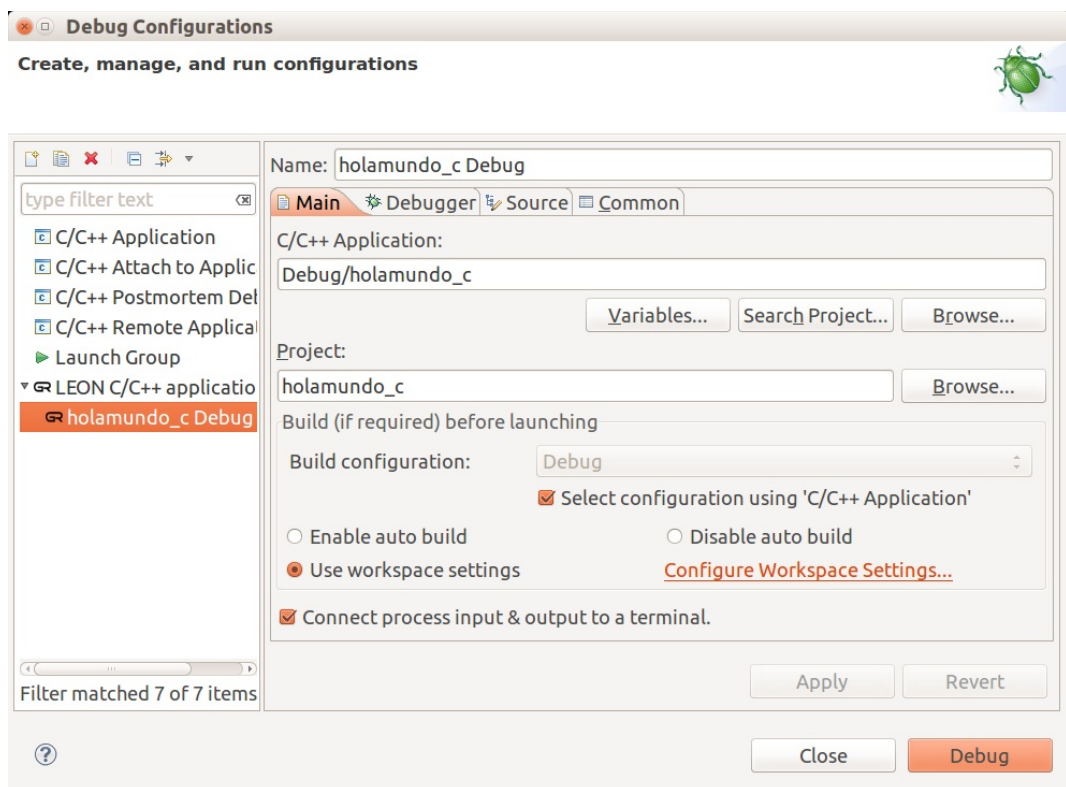 Debug Configurations
Create, manage, and run configurations
type filter text
C/C++ Application
C/C++ Attach to Applic
C/C++ Postmortem Del
C/C++ Remote Applica
Launch Group
LEON C/C++ applicatio
holamundo_c Debug
Filter matched 7 of 7 items
Name: holamundo_c Debug
Main Debugger Source Common
C/C++ Application:
Debug/holamundo_c
Variables... Search Project... Browse...
Project:
holamundo_c Browse...
Build (if required) before launching
Build configuration: Debug
Select configuration using 'C/C++ Application'
Enable auto build Disable auto build
Use workspace settings Configure Workspace Settings...
Connect process input & output to a terminal.
Apply Revert
Close Debug